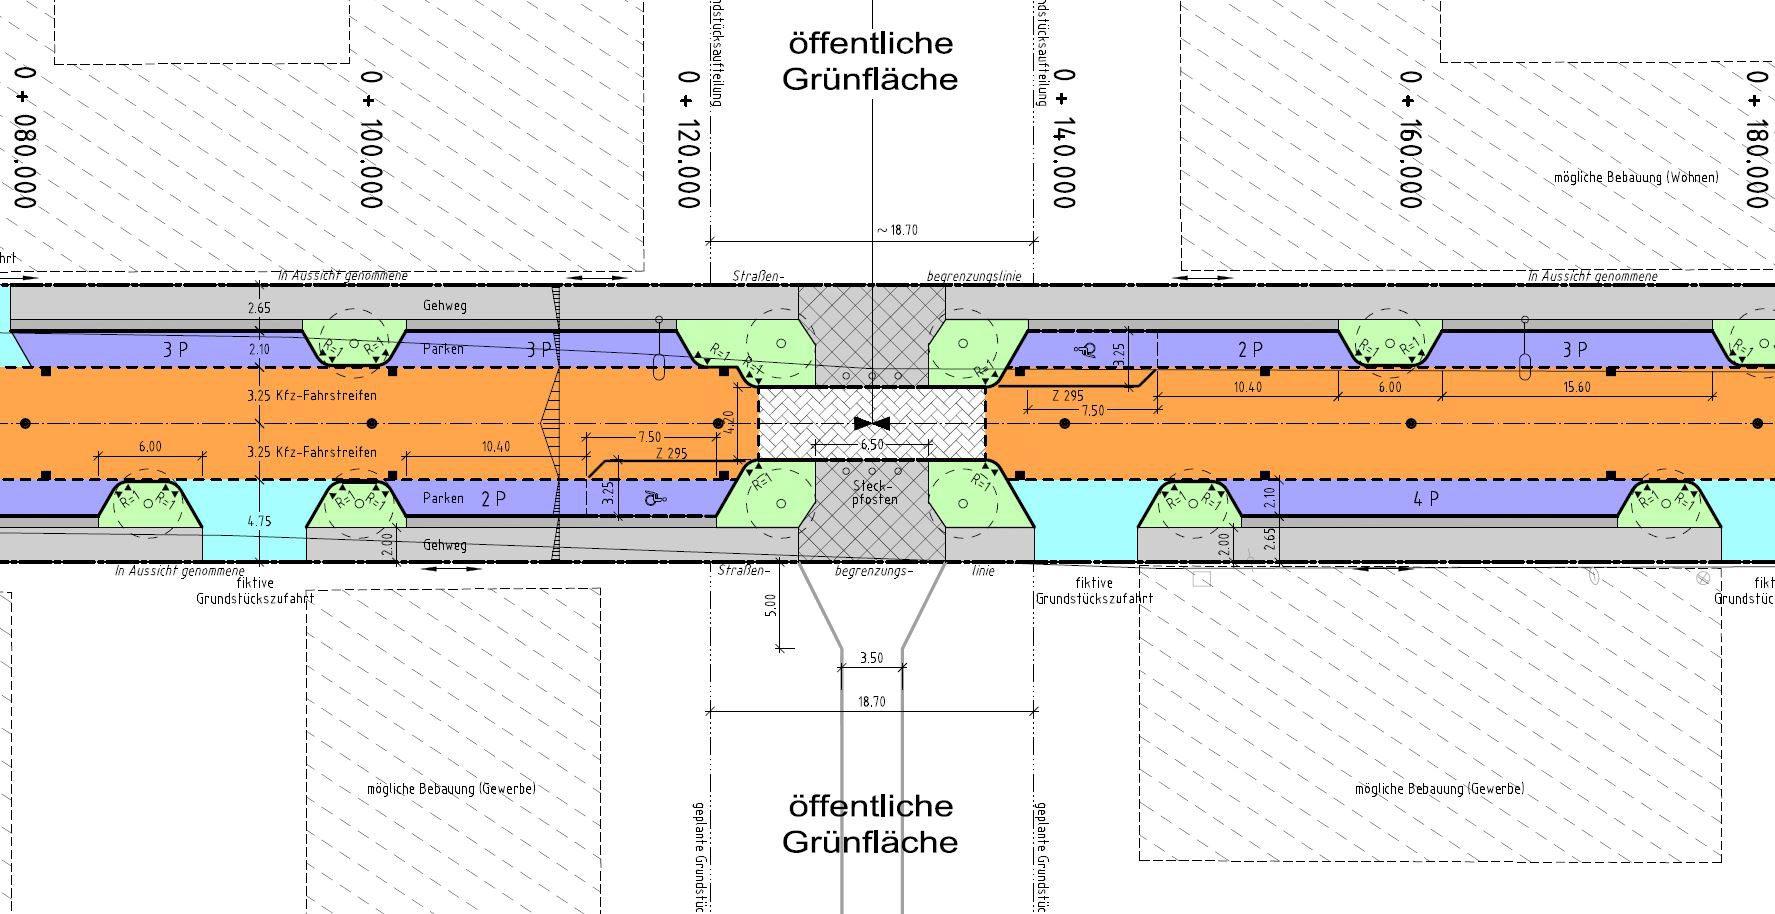 öffentliche
Grünfläche
0 + 080.000
0 + 100.000
0 + 120.000
0 + 140.000
0 + 160.000
0 + 180.000
mögliche Bebauung (Wohnen)
~ 18.70
In Aussicht genommene
Straßen-
begrenzungslinie
In Aussicht genommene
2.65
Gehweg
3 P
2.10
R=1
R=1
Parken
3 P
R=1
R=1
R=1
3.25
2 P
R=1
R=1
3 P
R=1
3.25 Kfz-Fahrstreifen
Z 295
7.50
10.40
6.00
15.60
4.20
6.00
3.25 Kfz-Fahrstreifen
10.40
7.50
Z 295
6.50
R=1
R=1
R=1
R=1
Parken
2 P
3.25
R=1
Steck-
pfosten
R=1
R=1
R=1
2.10
4 P
R=1
R=1
4.75
2.00
Gehweg
2.00
2.65
In Aussicht genommene
Straßen-
begrenzungs-
linie
fiktive
Grundstückszufahrt
fiktive
Grundstückszufahrt
5.00
3.50
18.70
mögliche Bebauung (Gewerbe)
mögliche Bebauung (Gewerbe)
öffentliche
Grünfläche
geplante
geplante